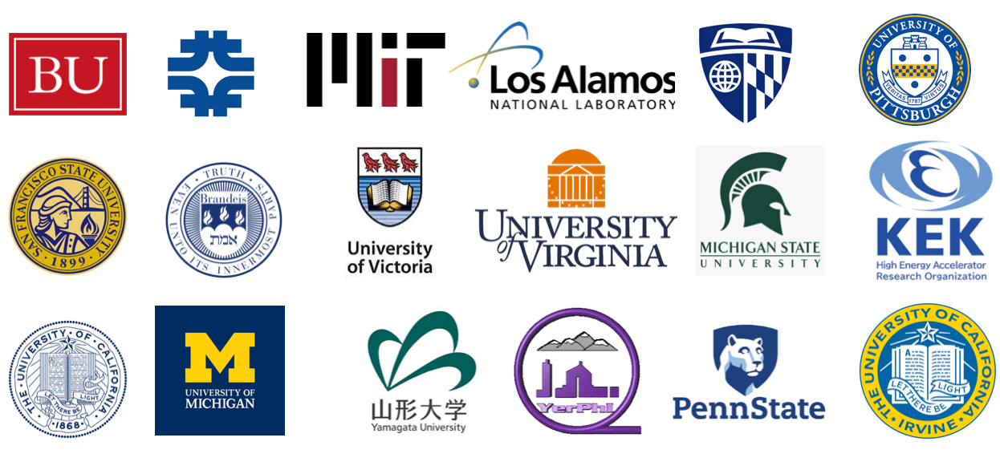 BU
MiT
Los Alamos
NATIONAL LABORATORY
UNIVERSITY OF
PITTSBURGH
VERITAS
1787
VIRTUS
SAN FRANCISCO STATE UNIVERSITY
· 1899 ·
· TRUTH · EVEN UNTO ITS INNERMOST PARTS
Brandeis
אמת
University
of Victoria
UNIVERSITY
of VIRGINIA
MICHIGAN STATE
UNIVERSITY
KEK
High Energy Accelerator
Research Organization
· THE · UNIVERSITY · OF · CALIFORNIA ·
A
LET THERE BE LIGHT
· 1868 ·
M
UNIVERSITY OF
MICHIGAN
山形大学
Yamagata University
YerPhI
PennState
THE UNIVERSITY OF CALIFORNIA
A
LET THERE BE LIGHT
· IRVINE ·